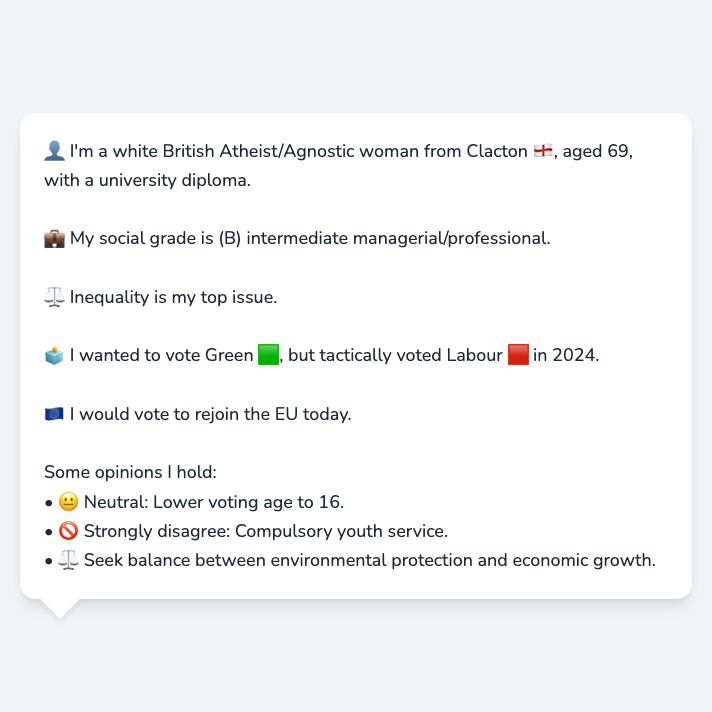 👤 I'm a white British Atheist/Agnostic woman from Clacton 🏴󠁧󠁢󠁥󠁮󠁧󠁿, aged 69,
with a university diploma.
💼 My social grade is (B) intermediate managerial/professional.
⚖️ Inequality is my top issue.
🗳️ I wanted to vote Green 🟩, but tactically voted Labour 🟥 in 2024.
🇪🇺 I would vote to rejoin the EU today.
Some opinions I hold:
• 😐 Neutral: Lower voting age to 16.
• 🚫 Strongly disagree: Compulsory youth service.
• ⚖️ Seek balance between environmental protection and economic growth.